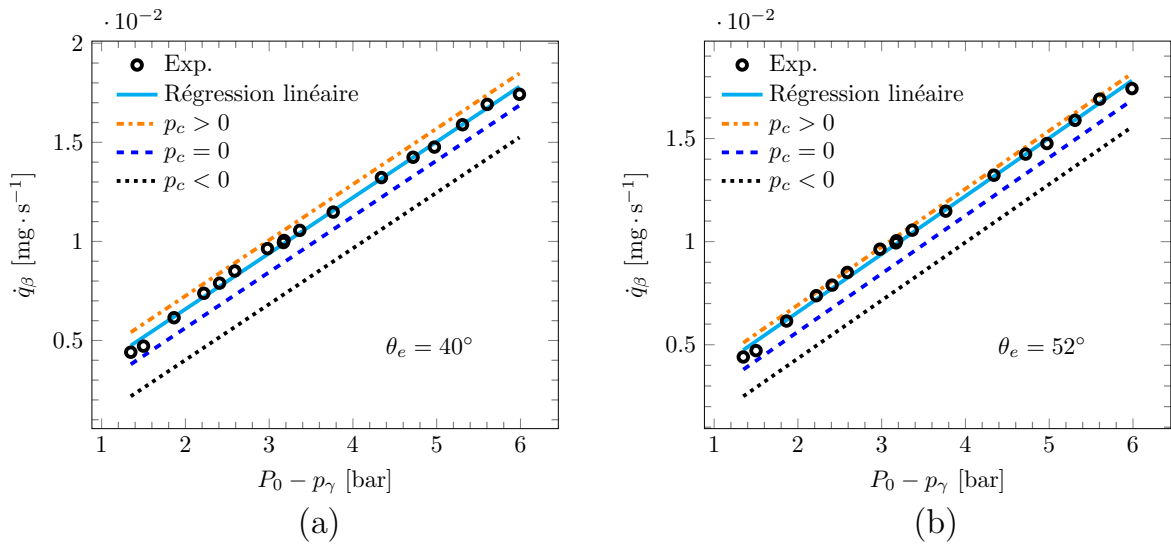 · 10⁻²
2
1.5
1
0.5
q̇_β [mg · s⁻¹]
Exp.
Régression linéaire
p_c > 0
p_c = 0
p_c < 0
θ_e = 40°
1 2 3 4 5 6
P_0 − p_γ [bar]
(a)
· 10⁻²
2
1.5
1
0.5
q̇_β [mg · s⁻¹]
Exp.
Régression linéaire
p_c > 0
p_c = 0
p_c < 0
θ_e = 52°
1 2 3 4 5 6
P_0 − p_γ [bar]
(b)